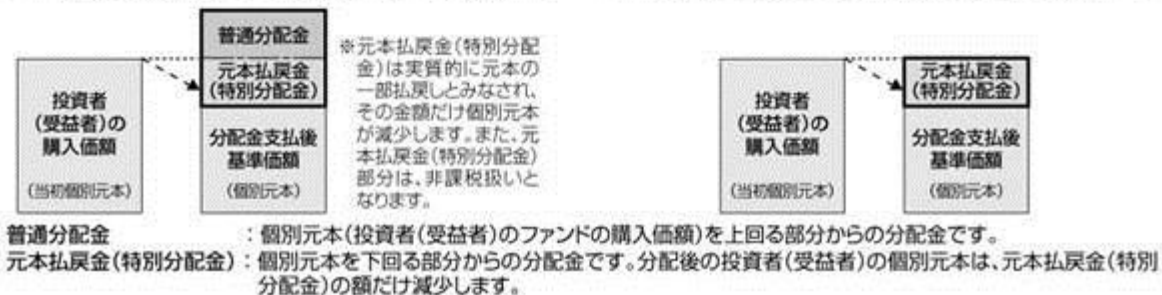 普通分配金
元本払戻金
(特別分配金)
投資者
(受益者)の
購入価額
(当初個別元本)
分配金支払後
基準価額
(個別元本)
※元本払戻金(特別分配
金)は実質的に元本の
一部払戻しとみなされ、
その金額だけ個別元本
が減少します。また、元
本払戻金(特別分配金)
部分は、非課税扱いと
なります。
投資者
(受益者)の
購入価額
(当初個別元本)
元本払戻金
(特別分配金)
分配金支払後
基準価額
(個別元本)
普通分配金 :個別元本(投資者(受益者)のファンドの購入価額)を上回る部分からの分配金です。
元本払戻金(特別分配金):個別元本を下回る部分からの分配金です。分配後の投資者(受益者)の個別元本は、元本払戻金(特別
分配金)の額だけ減少します。